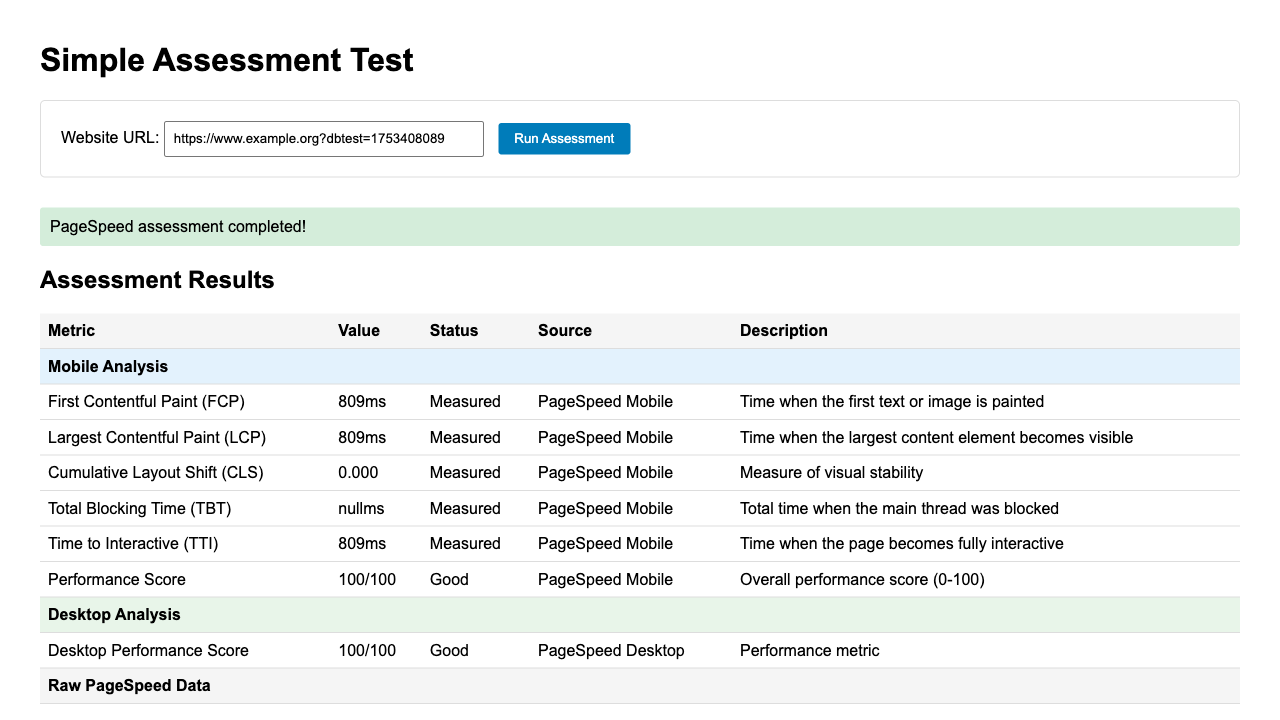 Simple Assessment Test
Website URL: https://www.example.org?dbtest=1753408089 Run Assessment
PageSpeed assessment completed!
Assessment Results
Metric Value Status Source Description
Mobile Analysis
First Contentful Paint (FCP) 809ms Measured PageSpeed Mobile Time when the first text or image is painted
Largest Contentful Paint (LCP) 809ms Measured PageSpeed Mobile Time when the largest content element becomes visible
Cumulative Layout Shift (CLS) 0.000 Measured PageSpeed Mobile Measure of visual stability
Total Blocking Time (TBT) nullms Measured PageSpeed Mobile Total time when the main thread was blocked
Time to Interactive (TTI) 809ms Measured PageSpeed Mobile Time when the page becomes fully interactive
Performance Score 100/100 Good PageSpeed Mobile Overall performance score (0-100)
Desktop Analysis
Desktop Performance Score 100/100 Good PageSpeed Desktop Performance metric
Raw PageSpeed Data